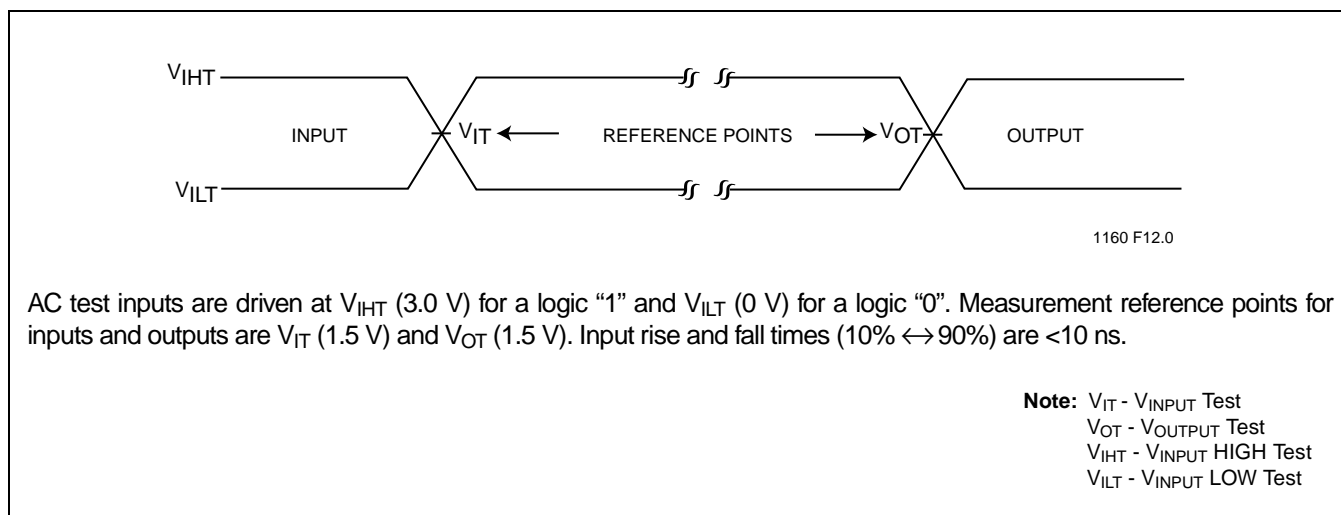 VIHT
INPUT VIT REFERENCE POINTS VOT OUTPUT
VILT
1160 F12.0
AC test inputs are driven at VIHT (3.0 V) for a logic “1” and VILT (0 V) for a logic “0”. Measurement reference points for
inputs and outputs are VIT (1.5 V) and VOT (1.5 V). Input rise and fall times (10% ↔ 90%) are <10 ns.
Note: VIT - VINPUT Test
VOT - VOUTPUT Test
VIHT - VINPUT HIGH Test
VILT - VINPUT LOW Test